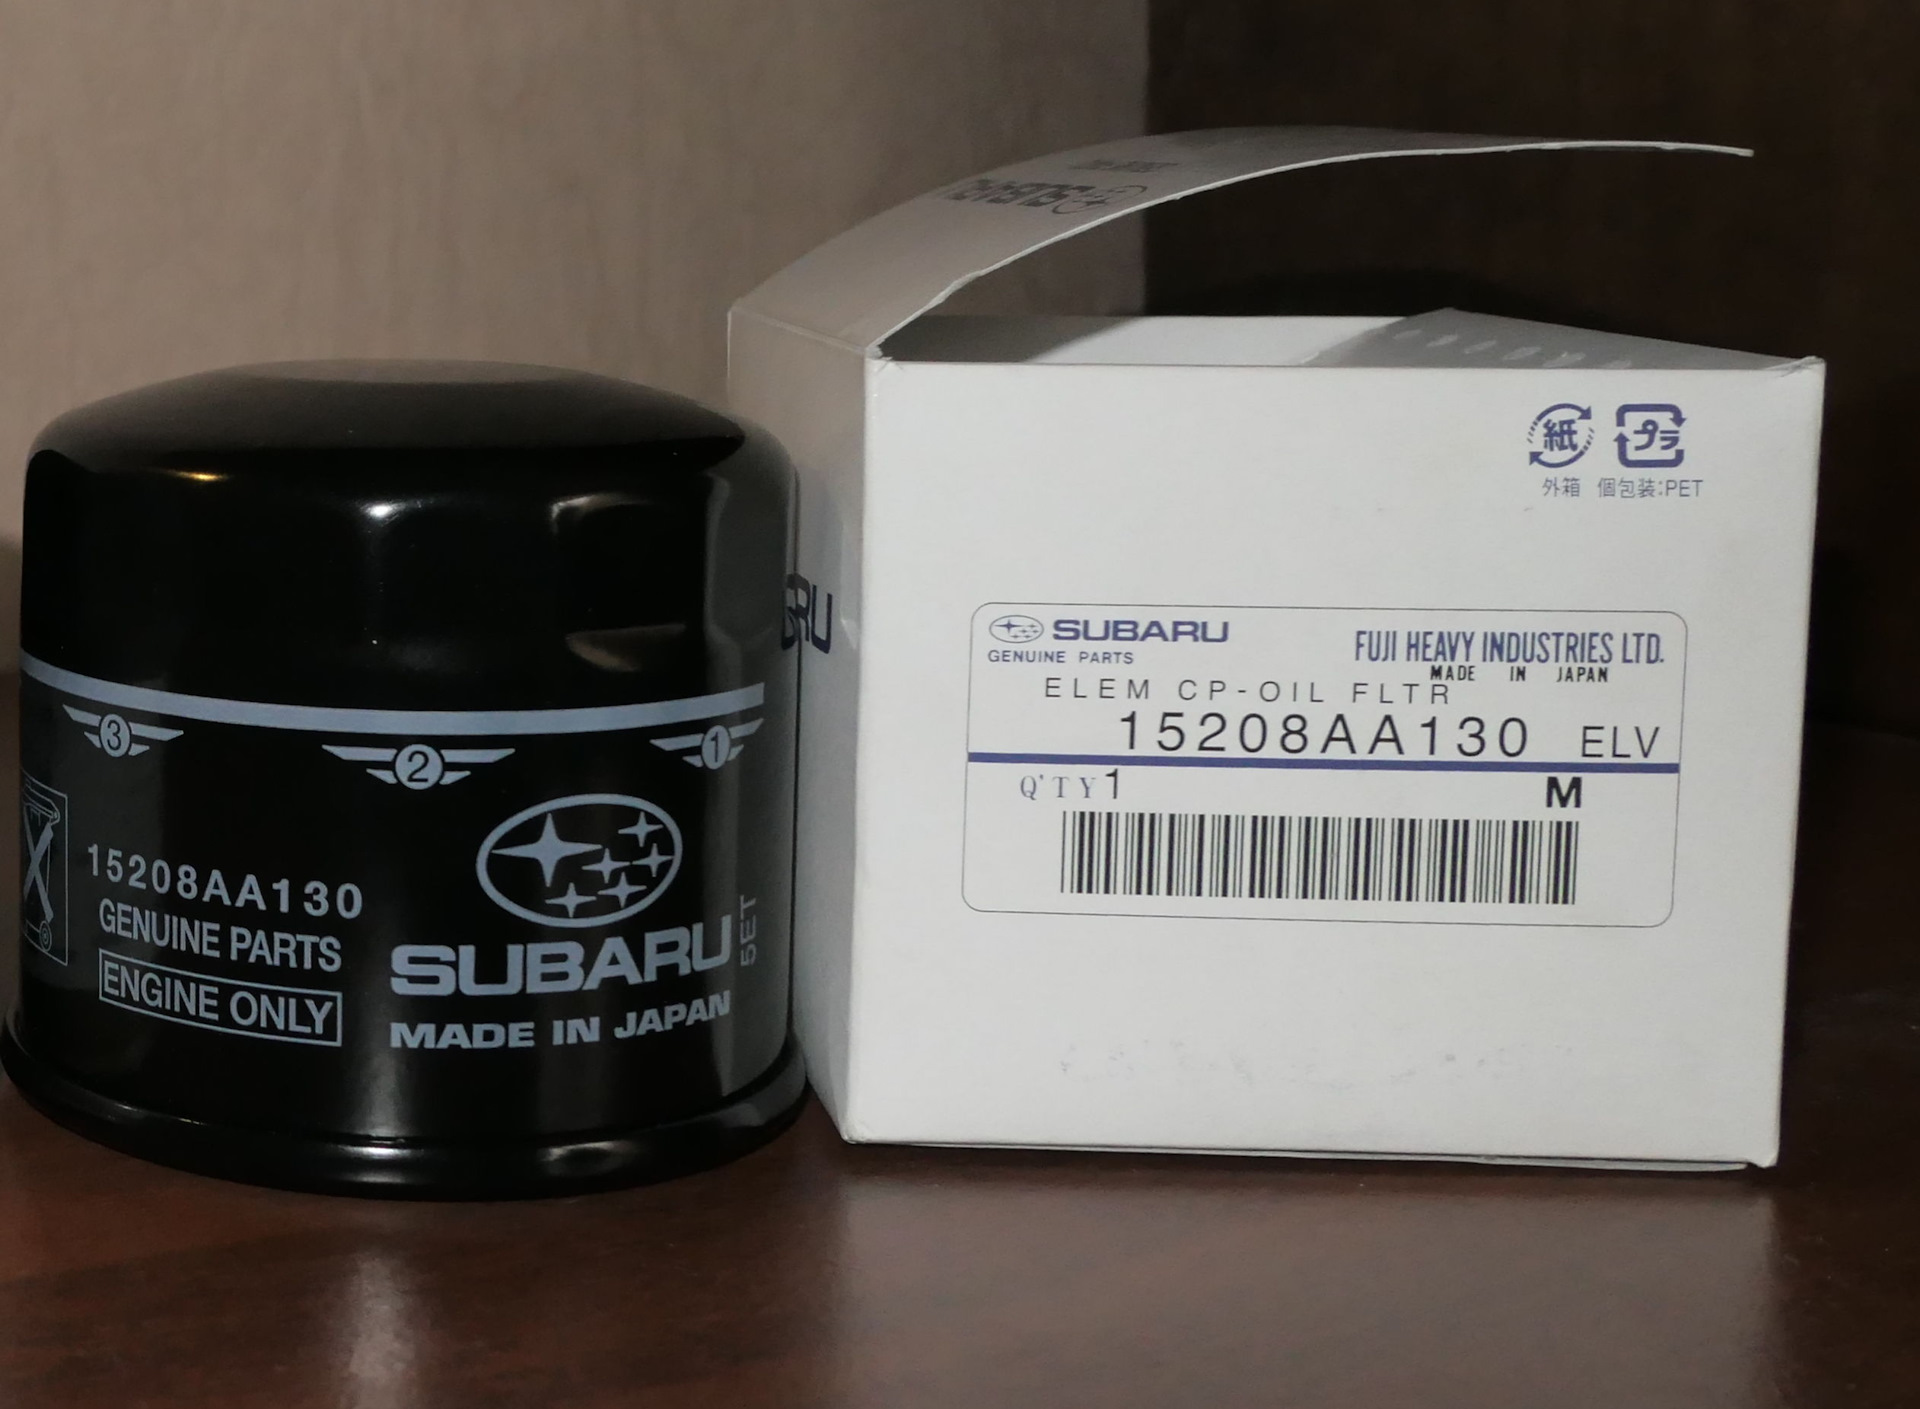 3
2
1
15208AA130
GENUINE PARTS
ENGINE ONLY
SUBARU
MADE IN JAPAN
5ET
SUBARU
紙
プラ
外箱 個包装:PET
SUBARU
GENUINE PARTS
FUJI HEAVY INDUSTRIES LTD.
MADE IN JAPAN
ELEM CP-OIL FLTR
15208AA130 ELV
Q'TY1 M